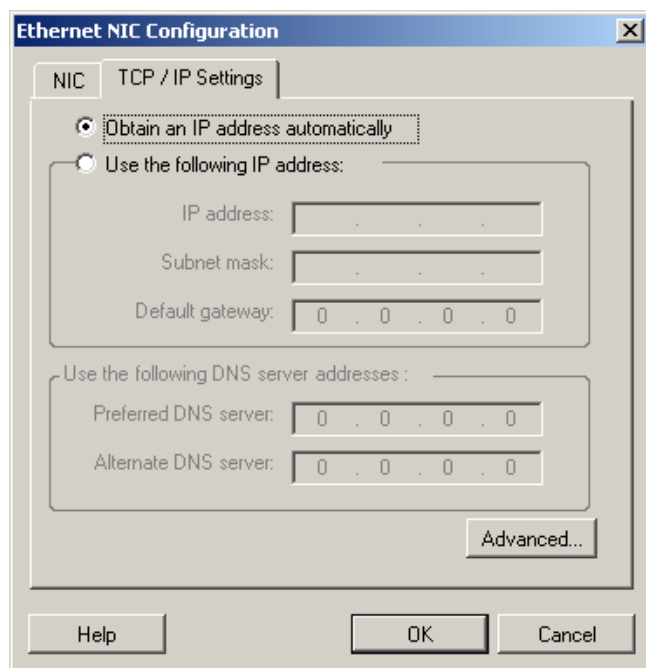 Ethernet NIC Configuration
NIC
TCP / IP Settings
Obtain an IP address automatically
Use the following IP address:
IP address: . . .
Subnet mask: . . .
Default gateway: 0 . 0 . 0 . 0
Use the following DNS server addresses :
Preferred DNS server: 0 . 0 . 0 . 0
Alternate DNS server: 0 . 0 . 0 . 0
Advanced...
Help
OK
Cancel